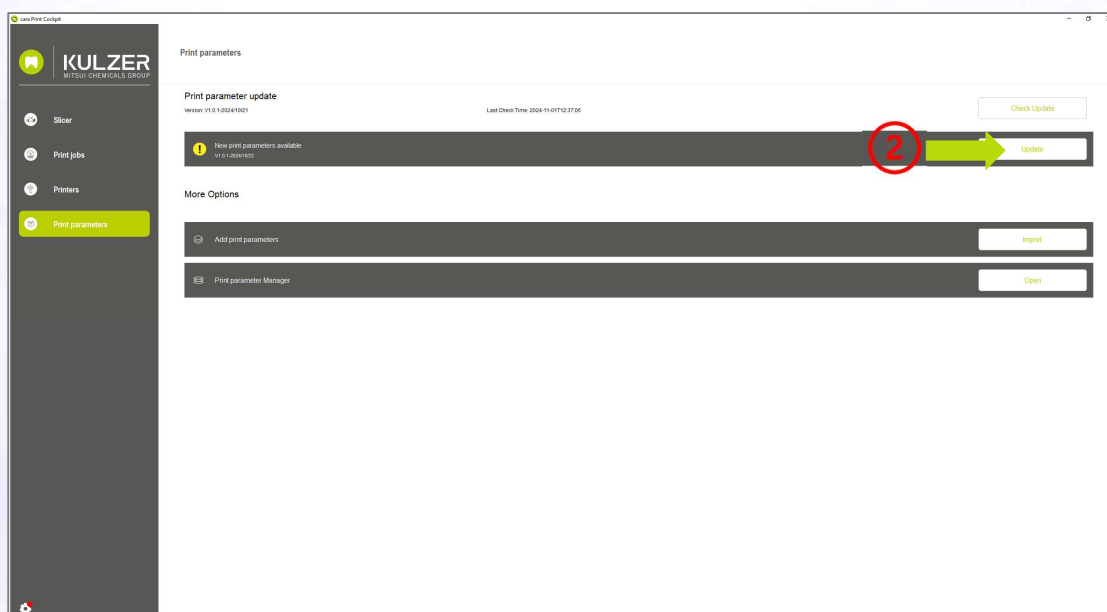 cara Print Cockpit
KULZER
MITSUI CHEMICALS GROUP
Slicer
Print jobs
Printers
Print parameters
Print parameters
Print parameter update
Version: V1.0.1-2024/10/21
Last Check Time: 2024-11-01T12:37:06
Check Update
New print parameters available
V1.0.1-2024/10/22
2
Update
More Options
Add print parameters
Import
Print parameter Manager
Open